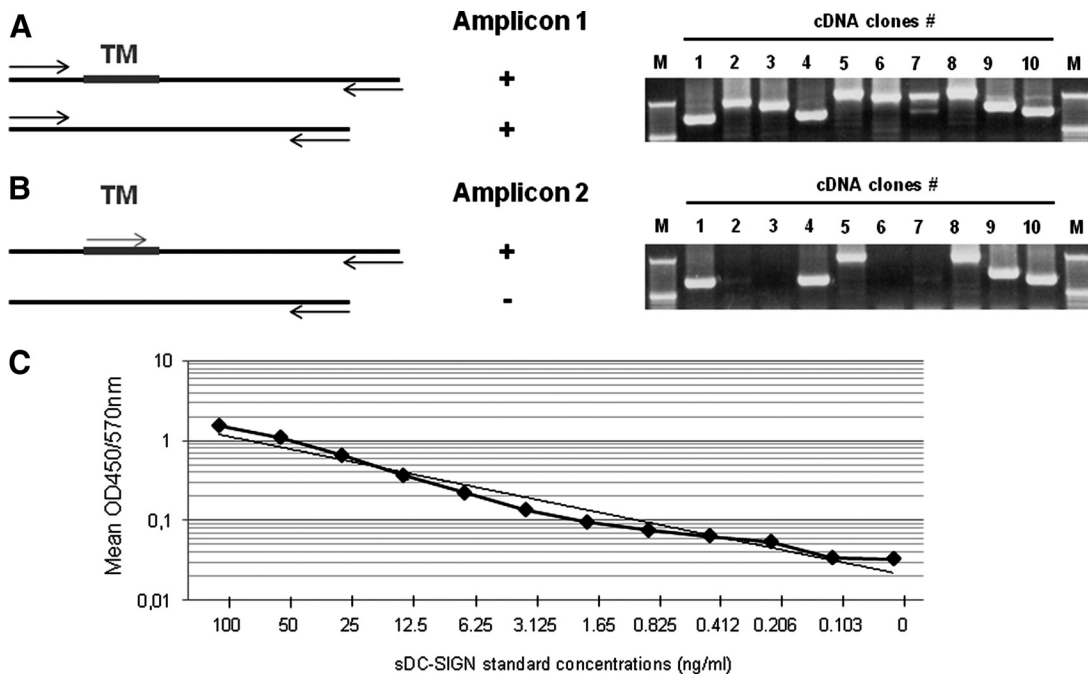 A
Amplicon 1
cDNA clones #
TM
M 1 2 3 4 5 6 7 8 9 10 M
+
+
B
Amplicon 2
cDNA clones #
TM
M 1 2 3 4 5 6 7 8 9 10 M
+
-
C
Mean OD450/570nm
10
1
0,1
0,01
100 50 25 12.5 6.25 3.125 1.65 0.825 0.412 0.206 0.103 0
sDC-SIGN standard concentrations (ng/ml)